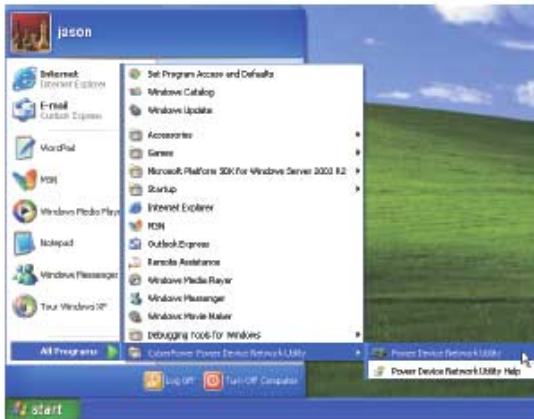 jason
Internet
Internet Explorer
E-mail
Outlook Express
WordPad
MSN
Windows Media Play
Notepad
Windows Messenger
Tour Windows XP
All Programs
Set Program Access and Defaults
Windows Catalog
Windows Update
Accessories
Games
Microsoft Platform SDK for Windows Server 2003 R2
Startup
Internet Explorer
MSN
Outlook Express
Remote Assistance
Windows Media Player
Windows Messenger
Windows Movie Maker
Debugging Tools for Windows
CyberPower Power Device Network Utility
Power Device Network Utility
Power Device Network Utility Help
Log Off
Turn Off Computer
start